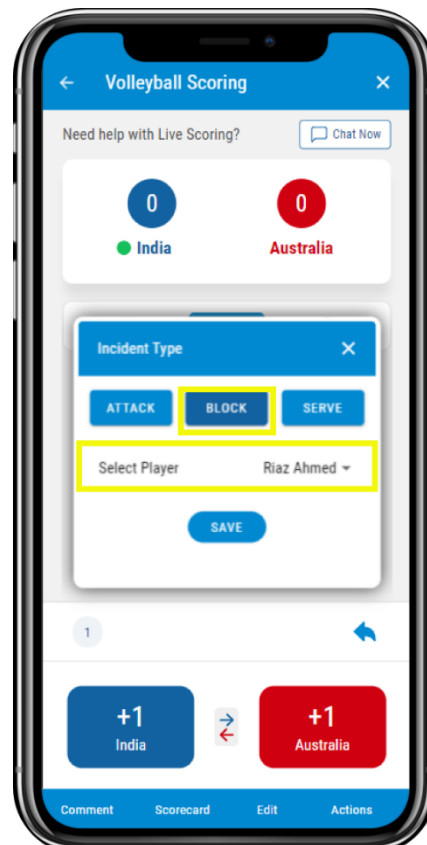 Volleyball Scoring
Need help with Live Scoring?
Chat Now
0
0
India
Australia
Incident Type
ATTACK
BLOCK
SERVE
Select Player
Riaz Ahmed
SAVE
1
+1
India
+1
Australia
Comment
Scorecard
Edit
Actions